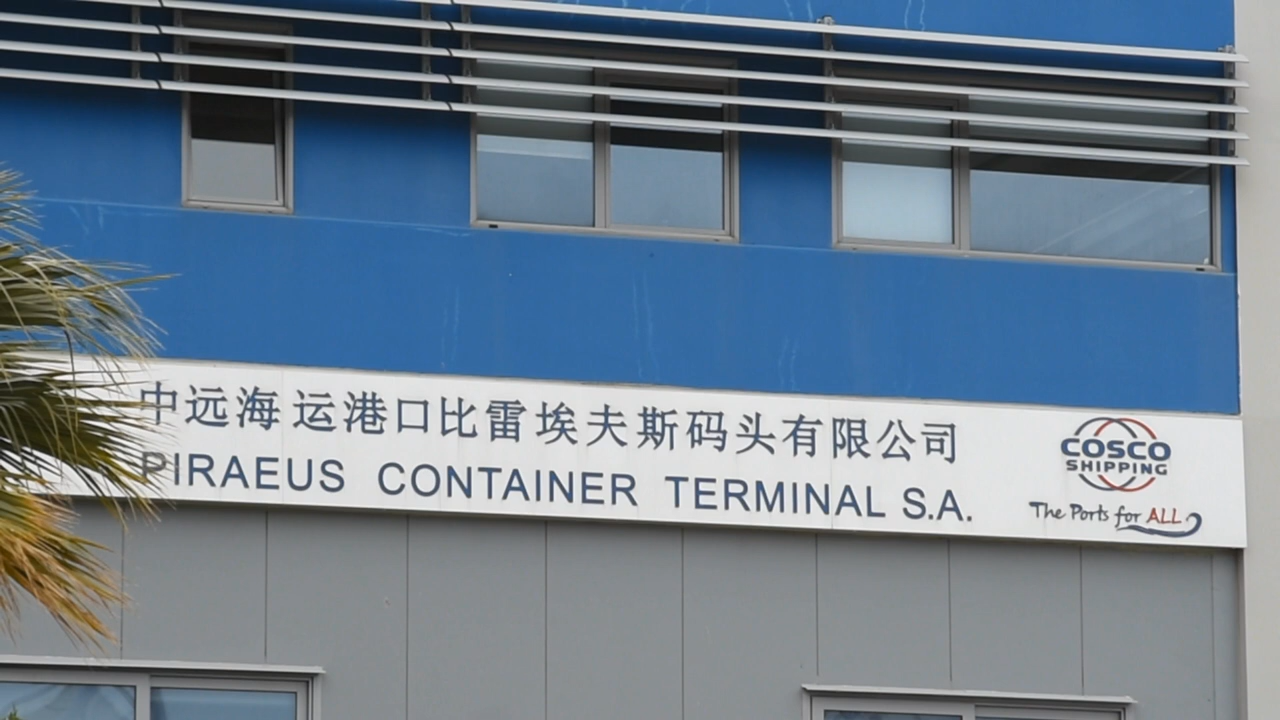 中远海运港口比雷埃夫斯码头有限公司
PIRAEUS CONTAINER TERMINAL S.A.
COSCO
SHIPPING
The Ports for ALL